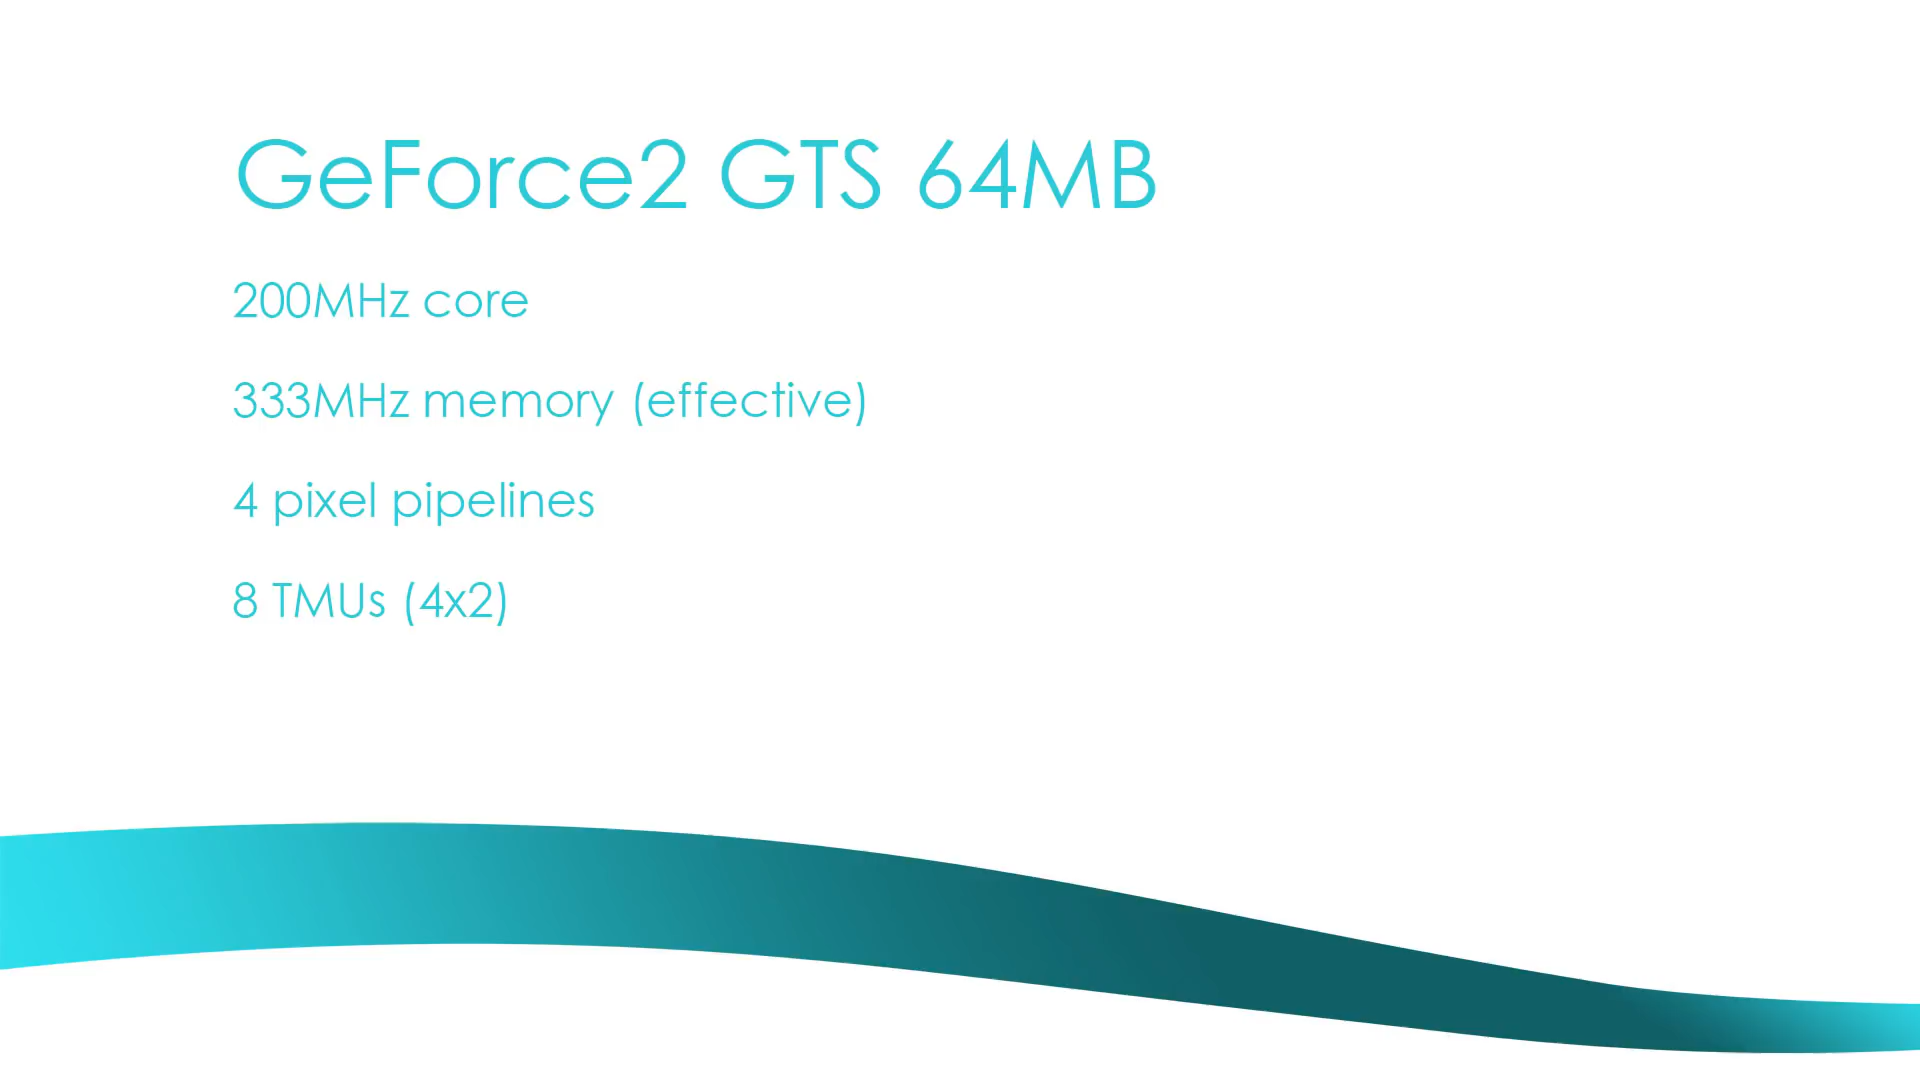 GeForce2 GTS 64MB
200MHz core
333MHz memory (effective)
4 pixel pipelines
8 TMUs (4x2)